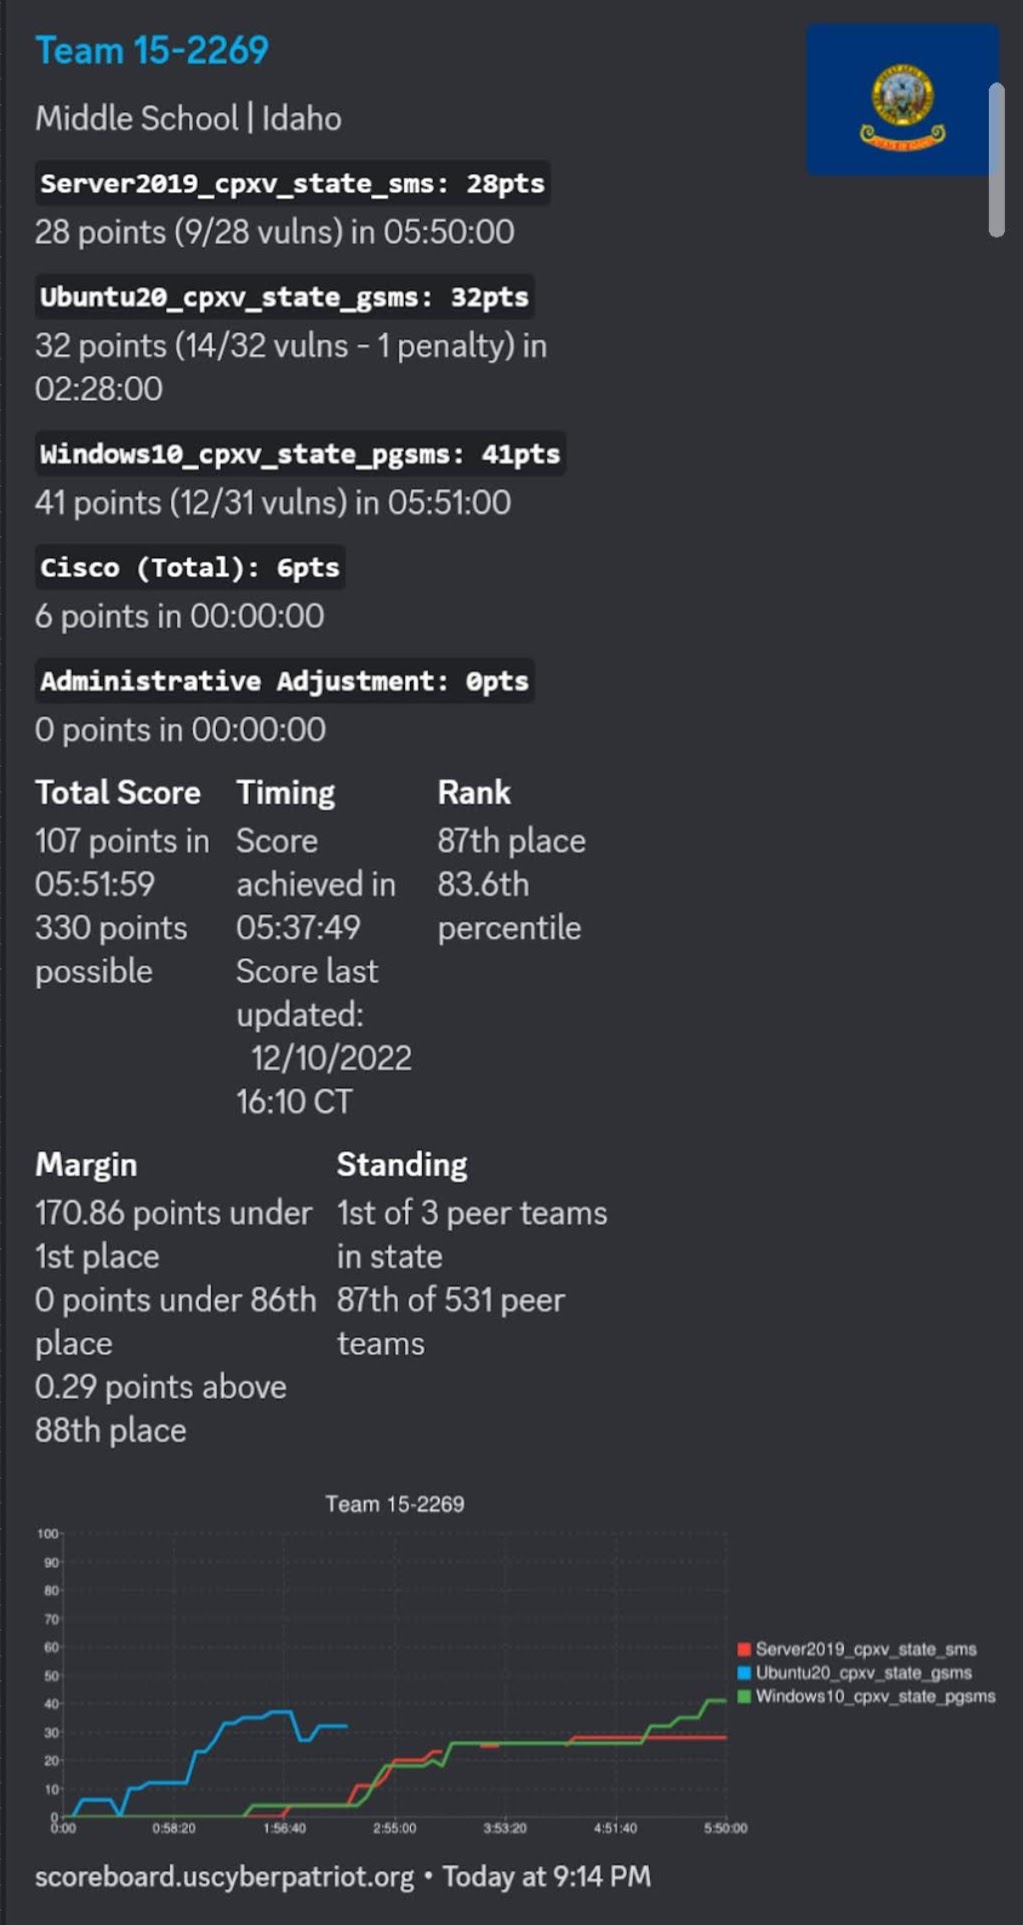 Team 15-2269
Middle School | Idaho
Server2019_cpxv_state_sms: 28pts
28 points (9/28 vulns) in 05:50:00
Ubuntu20_cpxv_state_gsms: 32pts
32 points (14/32 vulns - 1 penalty) in
02:28:00
Windows10_cpxv_state_pgsms: 41pts
41 points (12/31 vulns) in 05:51:00
Cisco (Total): 6pts
6 points in 00:00:00
Administrative Adjustment: 0pts
0 points in 00:00:00
Total Score
107 points in
05:51:59
330 points
possible
Timing
Score
achieved in
05:37:49
Score last
updated:
12/10/2022
16:10 CT
Rank
87th place
83.6th
percentile
Margin
170.86 points under
1st place
0 points under 86th
place
0.29 points above
88th place
Standing
1st of 3 peer teams
in state
87th of 531 peer
teams
Team 15-2269
100
90
80
70
60
50
40
30
20
10
0
0:00
0:58:20
1:56:40
2:55:00
3:53:20
4:51:40
5:50:00
Server2019_cpxv_state_sms
Ubuntu20_cpxv_state_gsms
Windows10_cpxv_state_pgsms
scoreboard.uscyberpatriot.org • Today at 9:14 PM